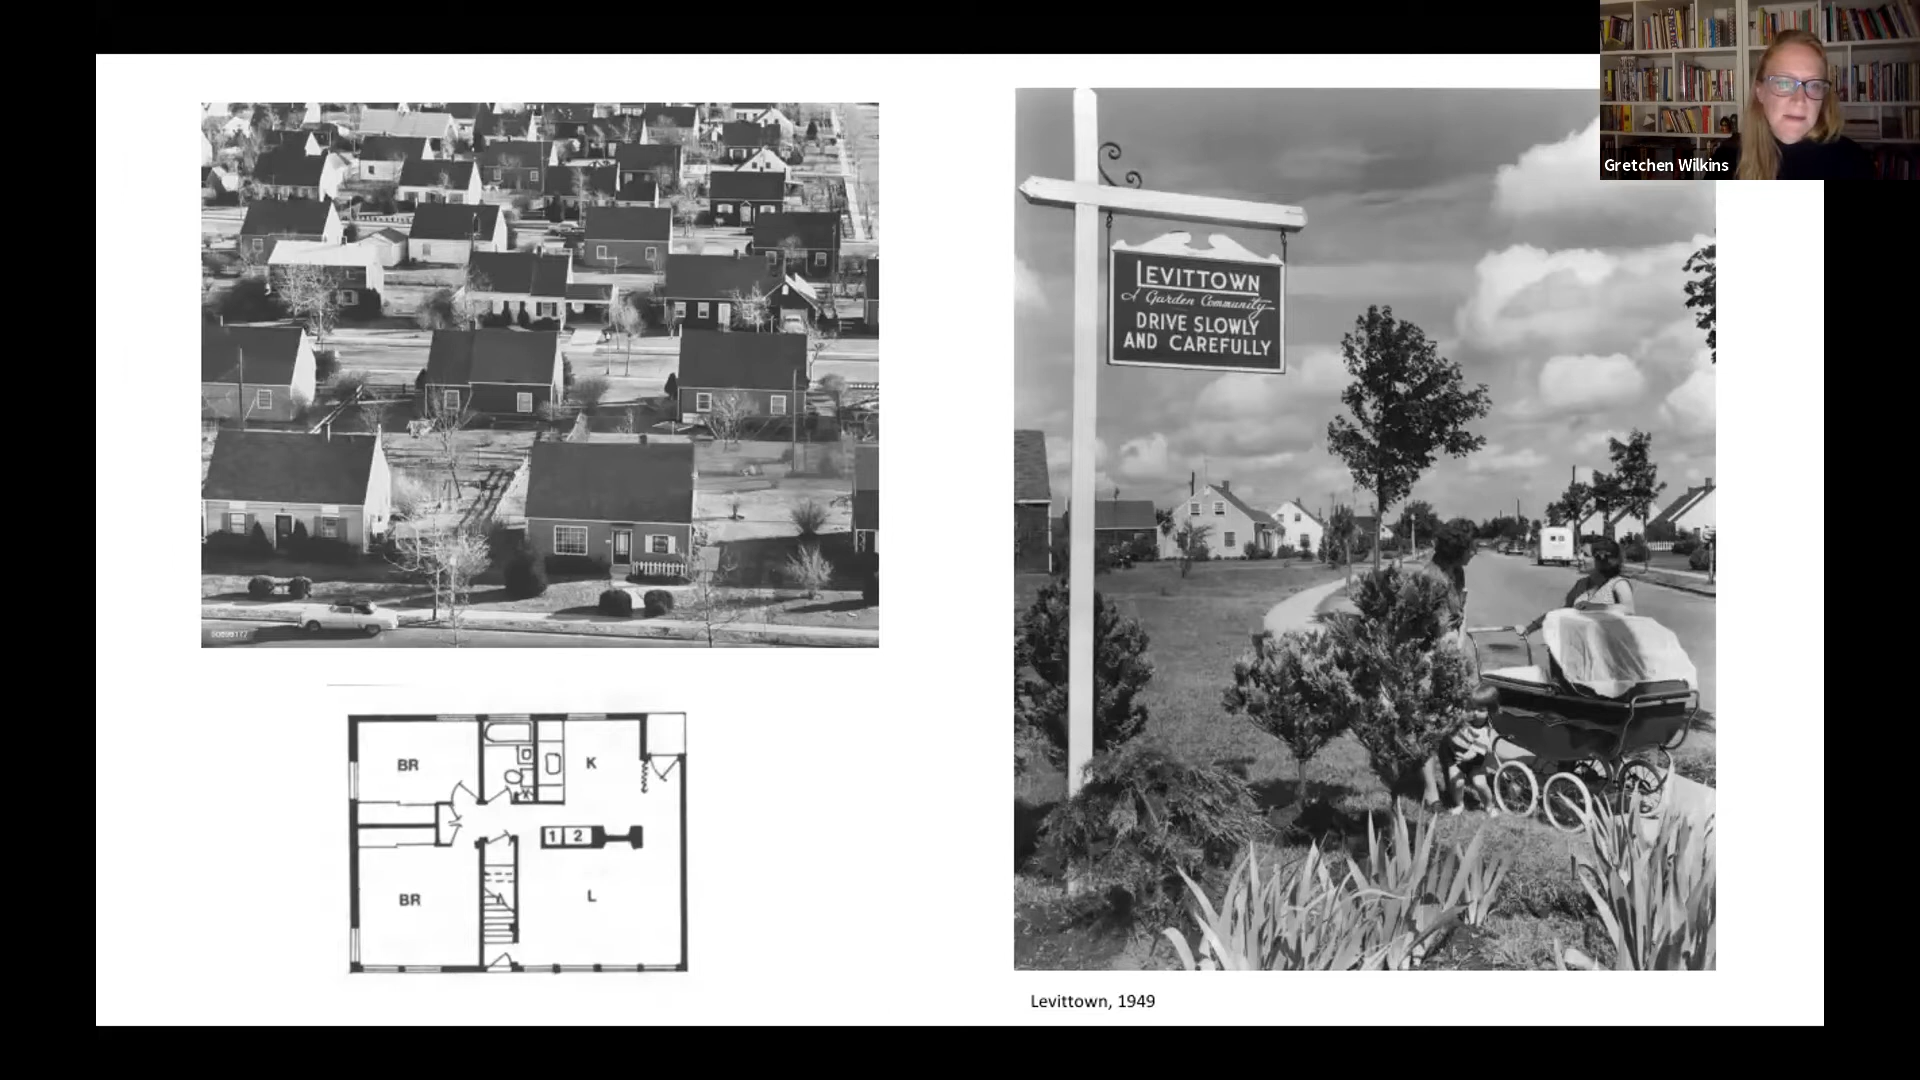 Gretchen Wilkins
LEVITTOWN
A Garden Community
DRIVE SLOWLY
AND CAREFULLY
BR
K
1 2
BR
L
Levittown, 1949